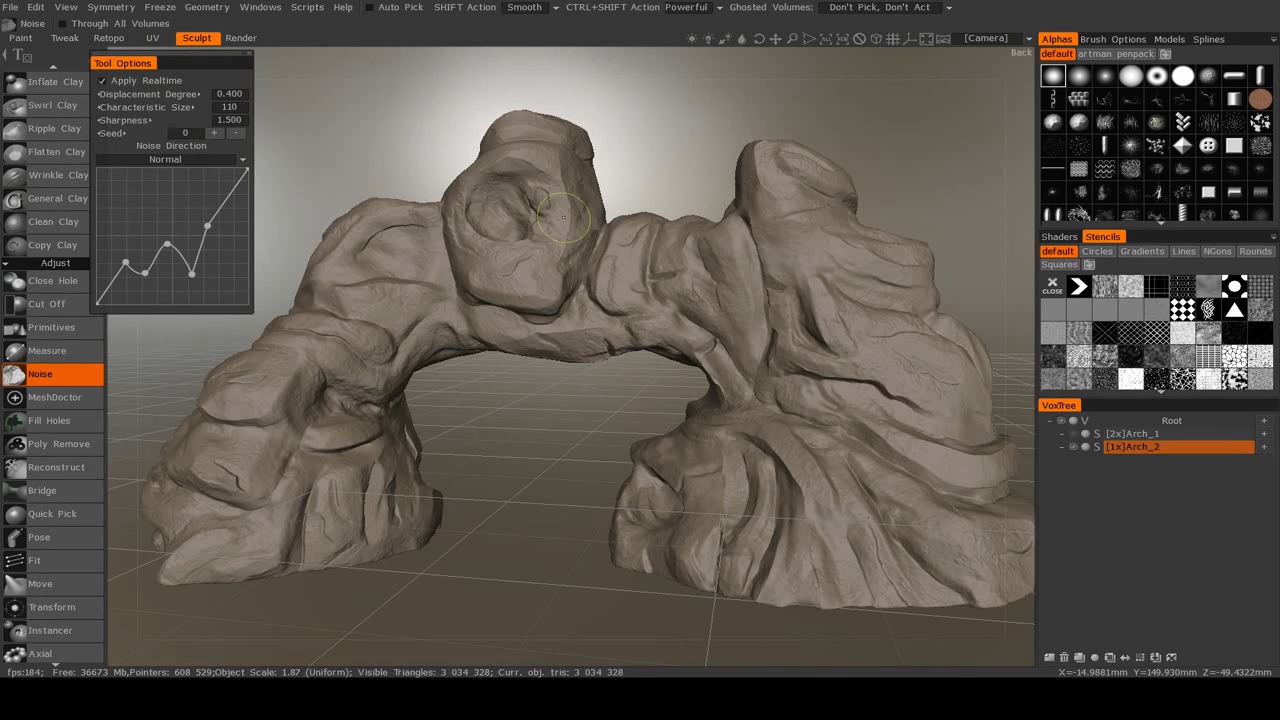 File Edit View Symmetry Freeze Geometry Windows Scripts Help Auto Pick SHIFT Action Smooth CTRL+SHIFT Action Powerful Ghosted Volumes: Don't Pick, Don't Act
Noise Through All Volumes
Paint Tweak Retopo UV Sculpt Render [Camera]
Back
Tool Options
Apply Realtime
Displacement Degree 0.400
Characteristic Size 110
Sharpness 1.500
Seed 0 + -
Noise Direction
Normal
Inflate Clay
Swirl Clay
Ripple Clay
Flatten Clay
Wrinkle Clay
General Clay
Clean Clay
Copy Clay
Adjust
Close Hole
Cut Off
Primitives
Measure
Noise
MeshDoctor
Fill Holes
Poly Remove
Reconstruct
Bridge
Quick Pick
Pose
Fit
Move
Transform
Instancer
Axial
Alphas Brush Options Models Splines
default artman penpack
Shaders Stencils
default Circles Gradients Lines NGons Rounds
Squares
CLOSE
VoxTree
V Root +
S [2x]Arch_1 +
S [1x]Arch_2 +
fps:184; Free: 36673 Mb,Pointers: 608 529;Object Scale: 1.87 (Uniform); Visible Triangles: 3 034 328; Curr. obj. tris: 3 034 328
X=-14.9881mm Y=149.930mm Z=-49.4322mm